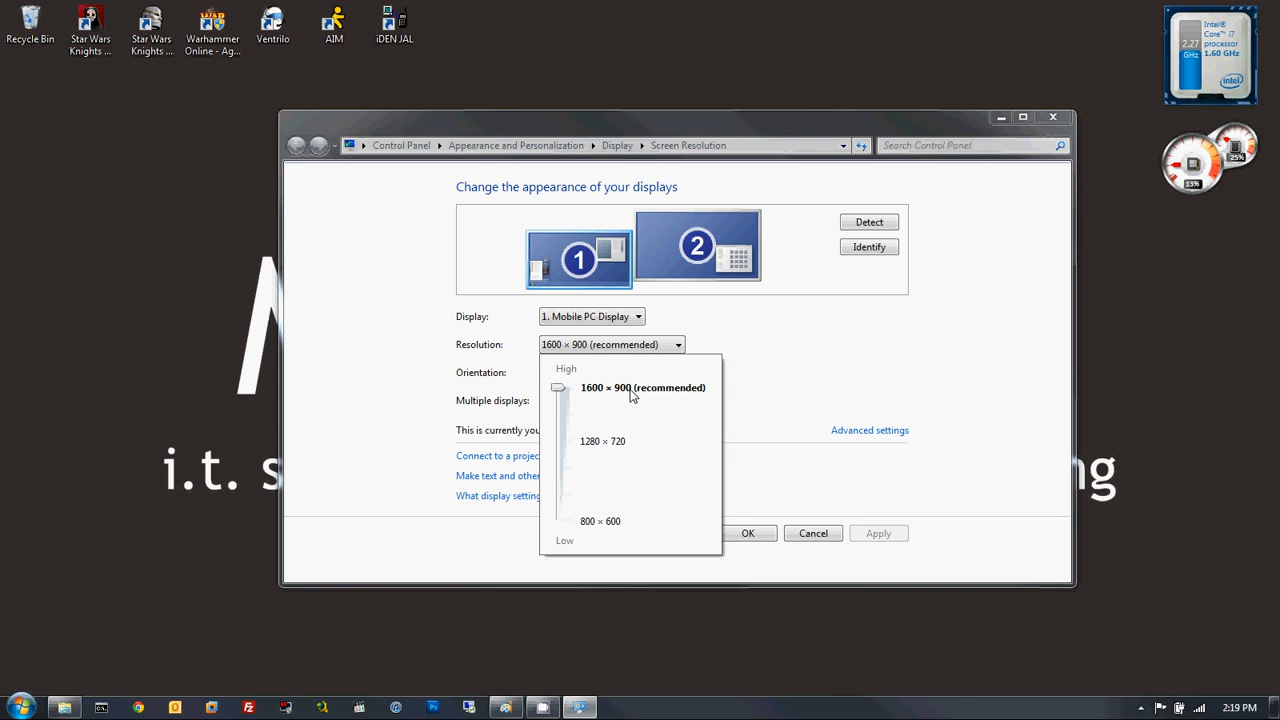 Recycle Bin
Star Wars
Knights ...
Star Wars
Knights ...
Warhammer
Online - Ag...
Ventrilo
AIM
iDEN JAL
Intel®
Core™ i7
processor
1.60 GHz
2.27
GHz
intel
25%
13%
Control Panel
Appearance and Personalization
Display
Screen Resolution
Search Control Panel
Change the appearance of your displays
1
2
Detect
Identify
Display:
1. Mobile PC Display
Resolution:
1600 × 900 (recommended)
High
Orientation:
1600 × 900 (recommended)
Multiple displays:
This is currently you
Advanced settings
1280 × 720
Connect to a projec
Make text and other
What display setting
800 × 600
Low
OK
Cancel
Apply
i.t. s
ng
2:19 PM